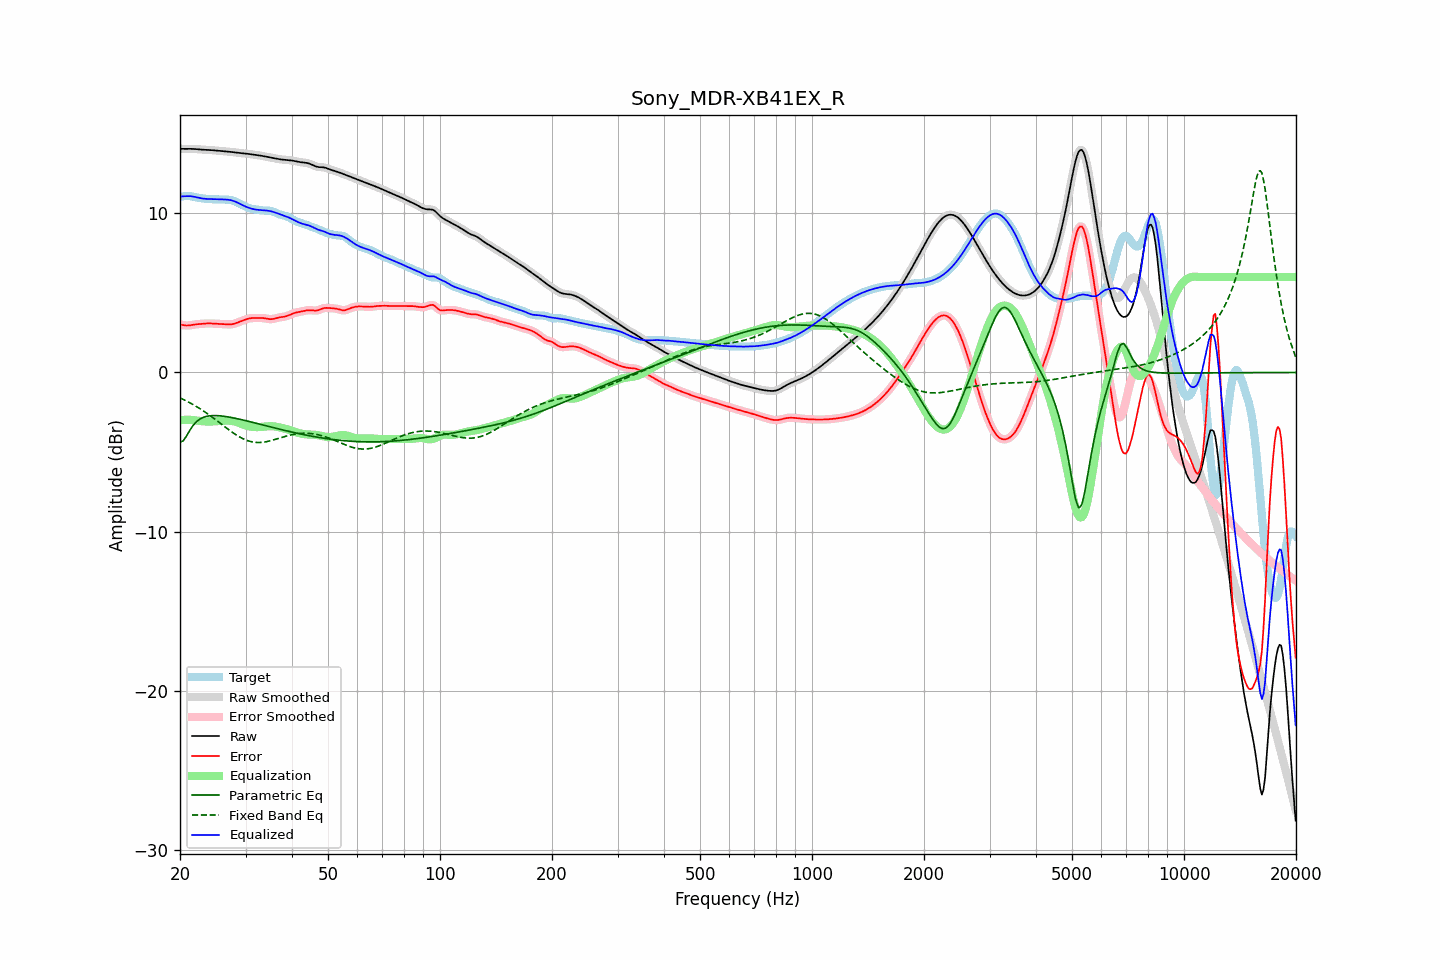 Sony_MDR-XB41EX_R
Amplitude (dBr)
10
0
−10
−20
−30
Target
Raw Smoothed
Error Smoothed
Raw
Error
Equalization
Parametric Eq
Fixed Band Eq
Equalized
20 50 100 200 500 1000 2000 5000 10000 20000
Frequency (Hz)